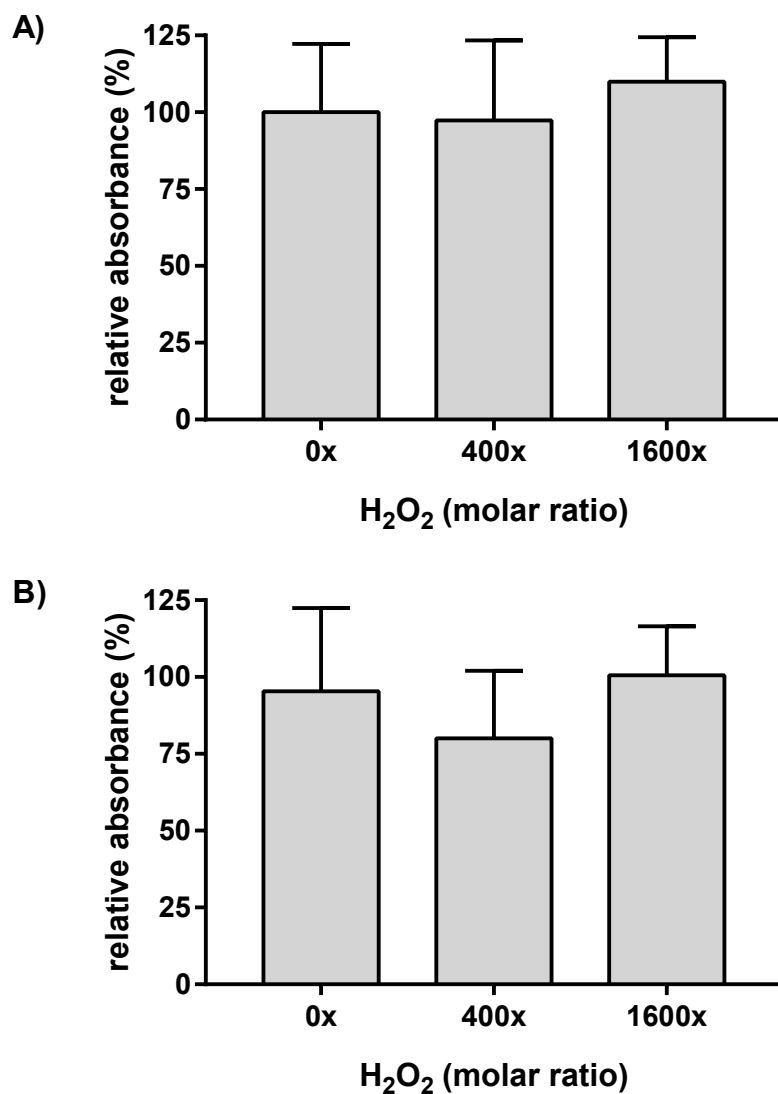 A)
relative absorbance (%)
125
100
75
50
25
0
0x 400x 1600x
H₂O₂ (molar ratio)
B)
relative absorbance (%)
125
100
75
50
25
0
0x 400x 1600x
H₂O₂ (molar ratio)